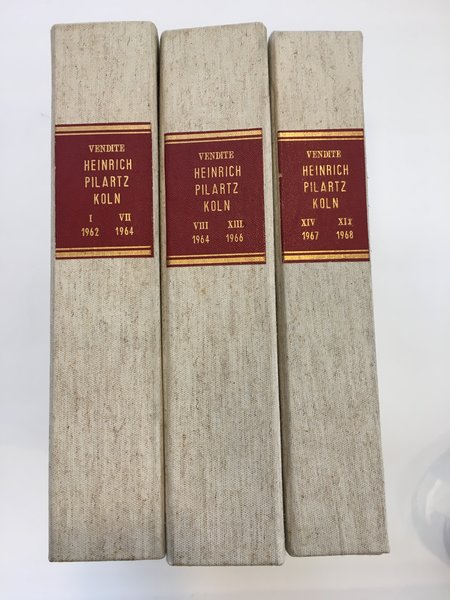 VENDITE
HEINRICH
PILARTZ
KOLN
I VII
1962 1964
VENDITE
HEINRICH
PILARTZ
KOLN
VIII XIII
1964 1966
VENDITE
HEINRICH
PILARTZ
KOLN
XIV XIX
1967 1968